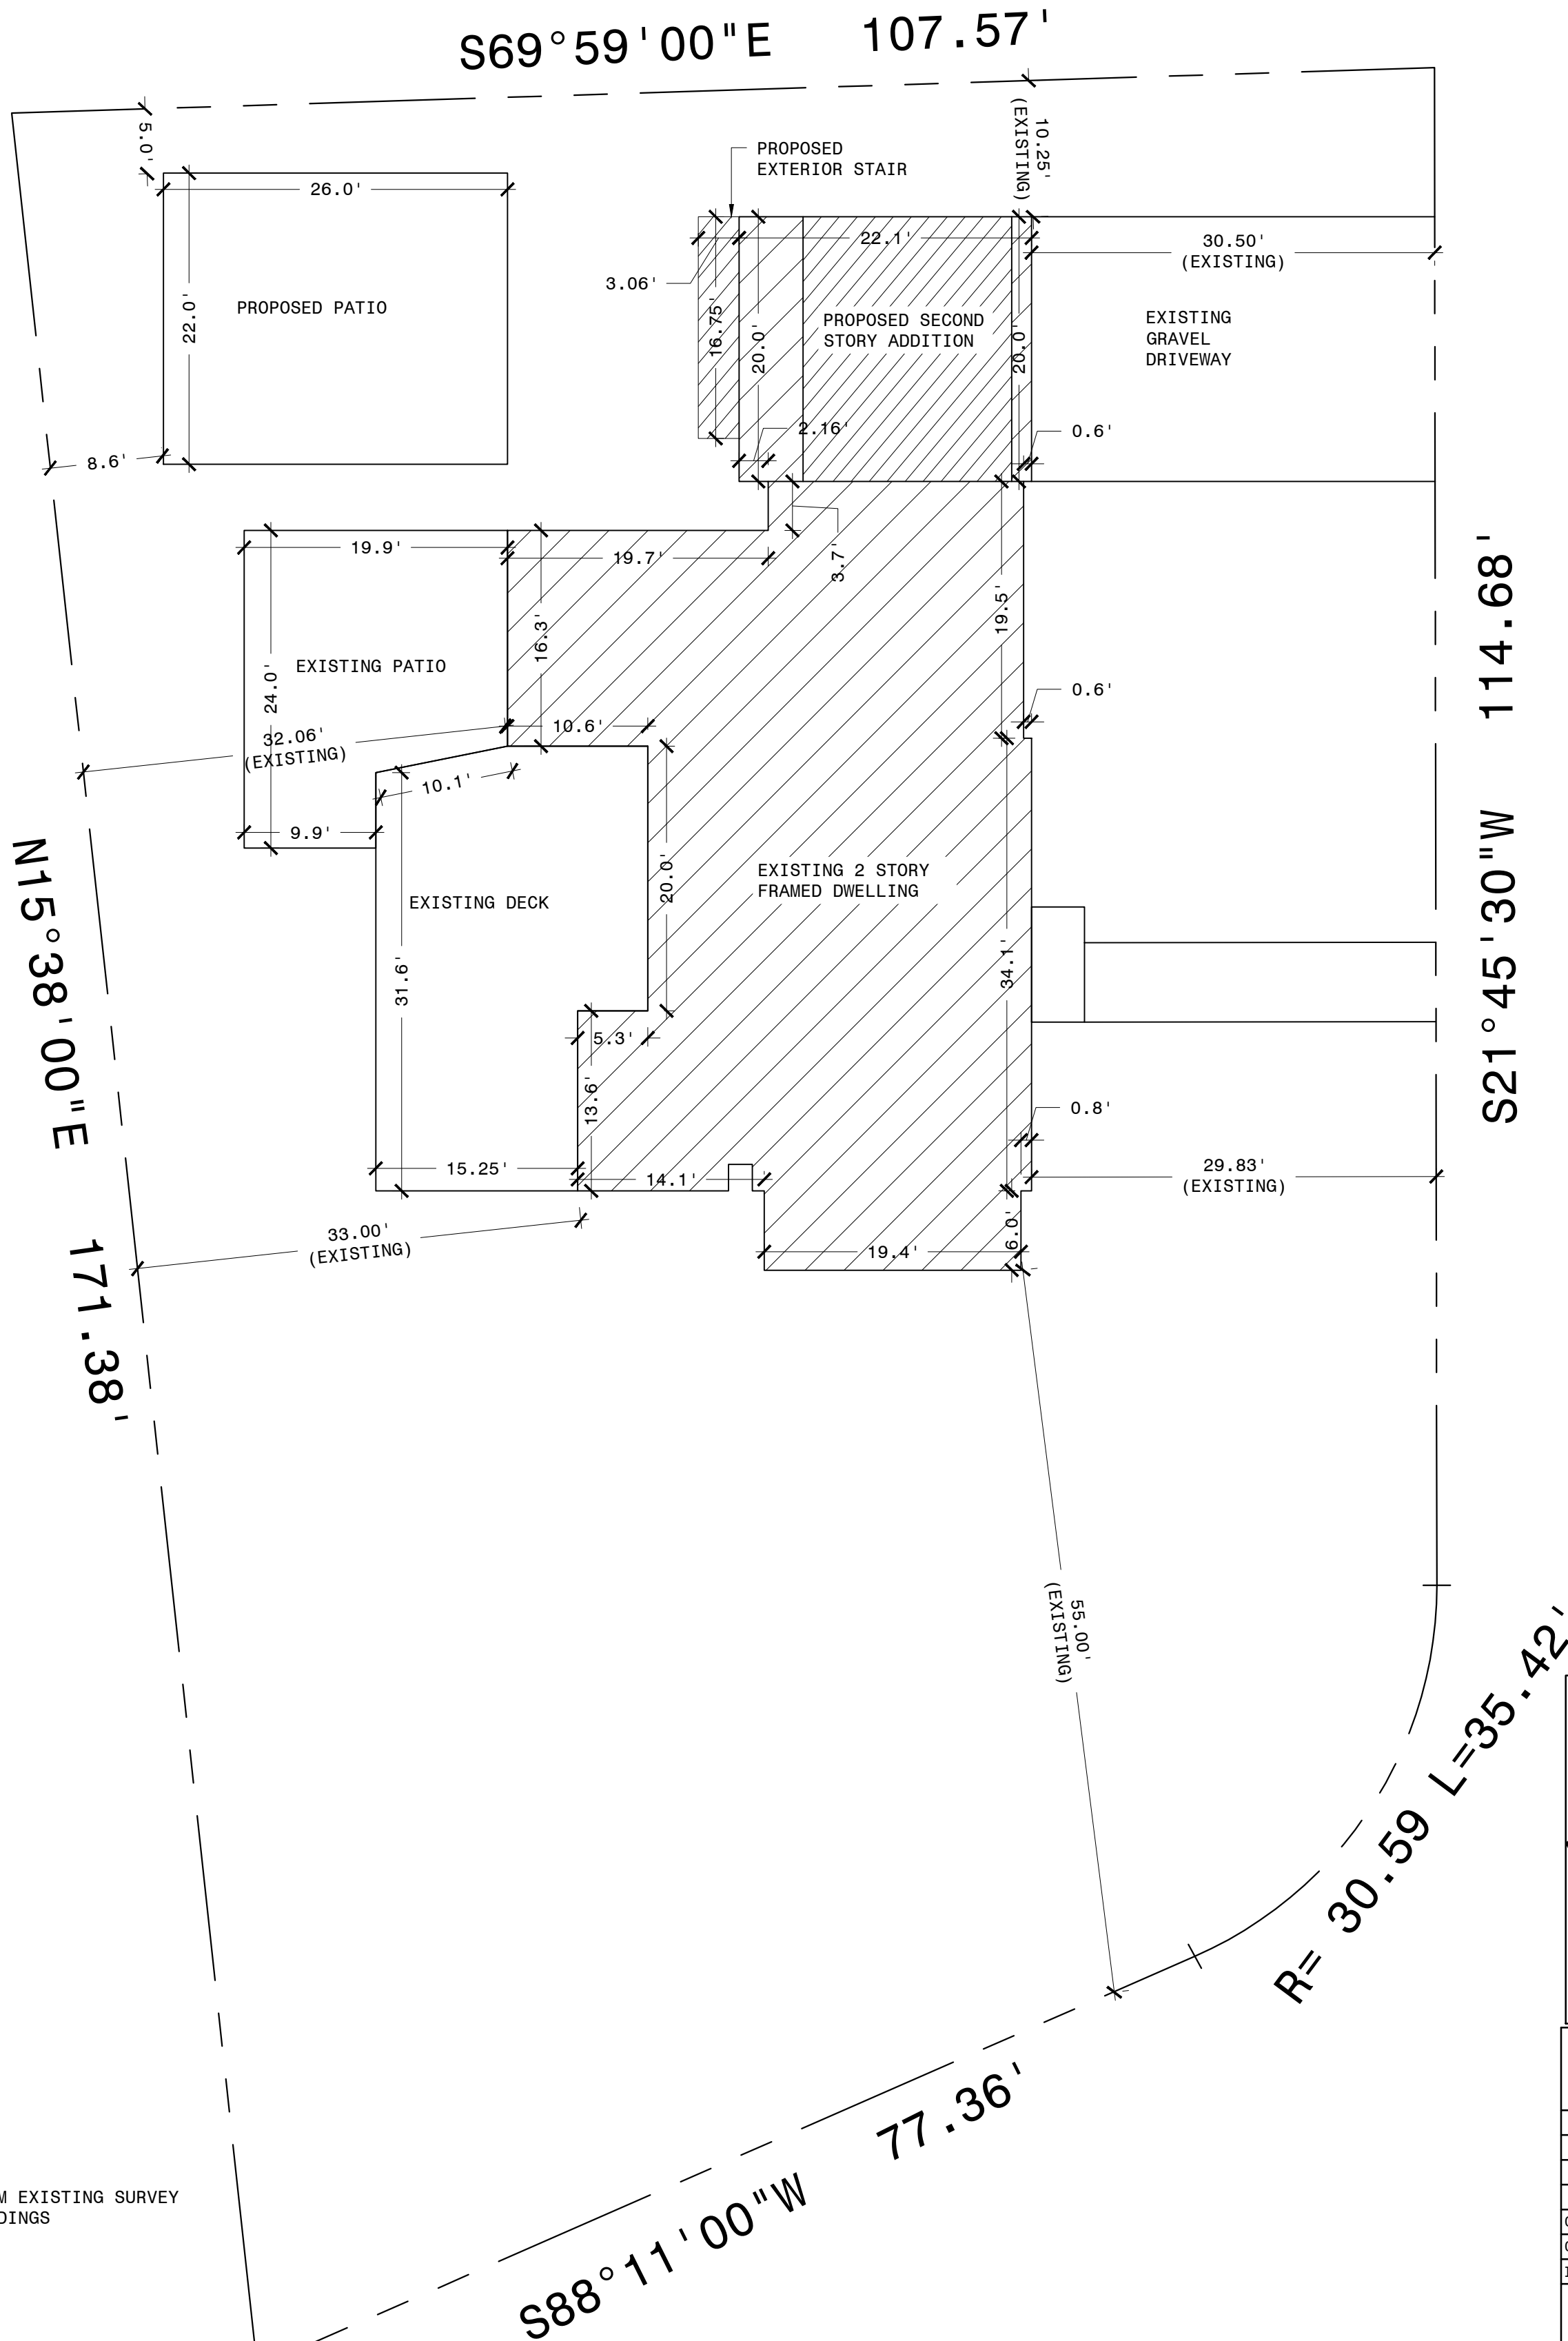 S69°59'00"E 107.57'
5.0'
10.25'
(EXISTING)
PROPOSED
EXTERIOR STAIR
26.0'
22.1'
30.50'
(EXISTING)
3.06'
22.0'
PROPOSED PATIO
16.75'
20.0'
PROPOSED SECOND
STORY ADDITION
20.0'
EXISTING
GRAVEL
DRIVEWAY
2.16'
0.6'
8.6'
19.9'
19.7'
3.7'
16.3'
19.5'
S21°45'30"W 114.68'
EXISTING PATIO
24.0'
0.6'
10.6'
32.06'
(EXISTING)
10.1'
9.9'
N15°38'00"E 171.38'
EXISTING DECK
20.0'
EXISTING 2 STORY
FRAMED DWELLING
31.6'
34.1'
5.3'
13.6'
0.8'
15.25'
14.1'
29.83'
(EXISTING)
33.00'
(EXISTING)
19.4'
6.0'
55.00'
(EXISTING)
R= 30.59 L=35.42'
S88°11'00"W 77.36'
M EXISTING SURVEY
DINGS